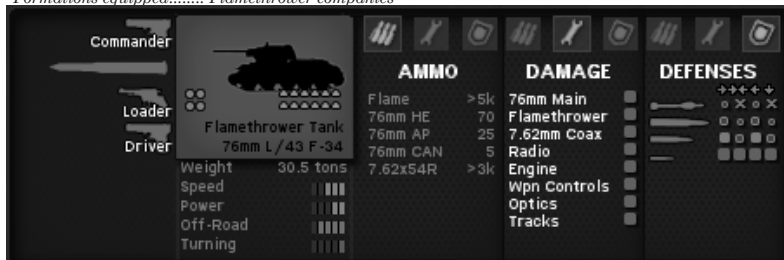 Formations equipped........ Flamethrower companies
Commander
Loader
Driver
Flamethrower Tank
76mm L/43 F-34
Weight 30.5 tons
Speed
Power
Off-Road
Turning
AMMO
Flame >5k
76mm HE 70
76mm AP 25
76mm CAN 5
7.62x54R >3k
DAMAGE
76mm Main
Flamethrower
7.62mm Coax
Radio
Engine
Wpn Controls
Optics
Tracks
DEFENSES